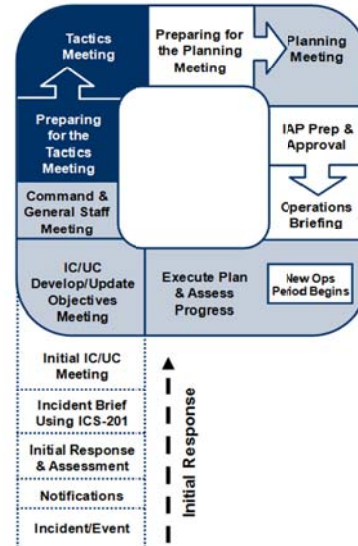 Tactics
Meeting
Preparing for
the Planning
Meeting
Planning
Meeting
Preparing
for the
Tactics
Meeting
IAP Prep &
Approval
Command &
General Staff
Meeting
Operations
Briefing
IC/UC
Develop/Update
Objectives
Meeting
Execute Plan
& Assess
Progress
New Ops
Period Begins
Initial IC/UC
Meeting
Incident Brief
Using ICS-201
Initial Response
& Assessment
Notifications
Incident/Event
Initial Response